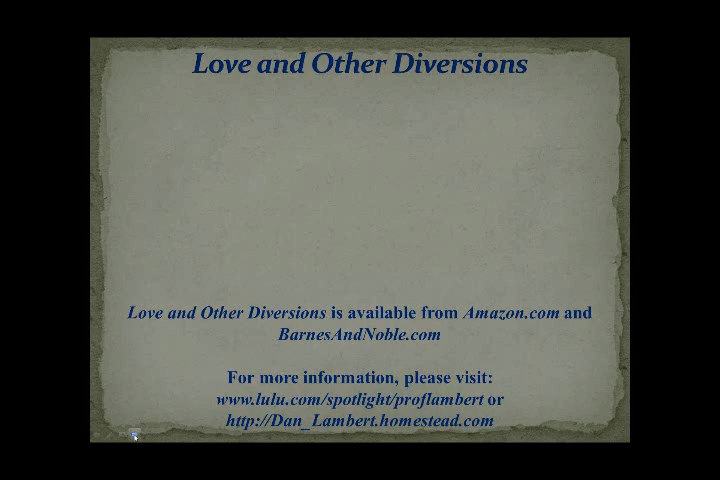 Love and Other Diversions
Love and Other Diversions is available from Amazon.com and
BarnesAndNoble.com
For more information, please visit:
www.lulu.com/spotlight/proflambert or
http://Dan_Lambert.homestead.com